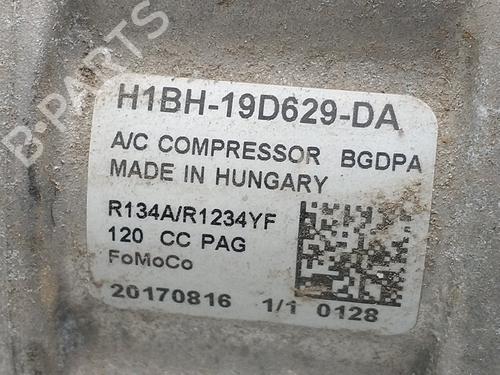 B-PARTS
H1BH-19D629-DA
A/C COMPRESSOR BGDPA
MADE IN HUNGARY
R134A/R1234YF
120 CC PAG
FoMoCo
20170816 1/1 0128